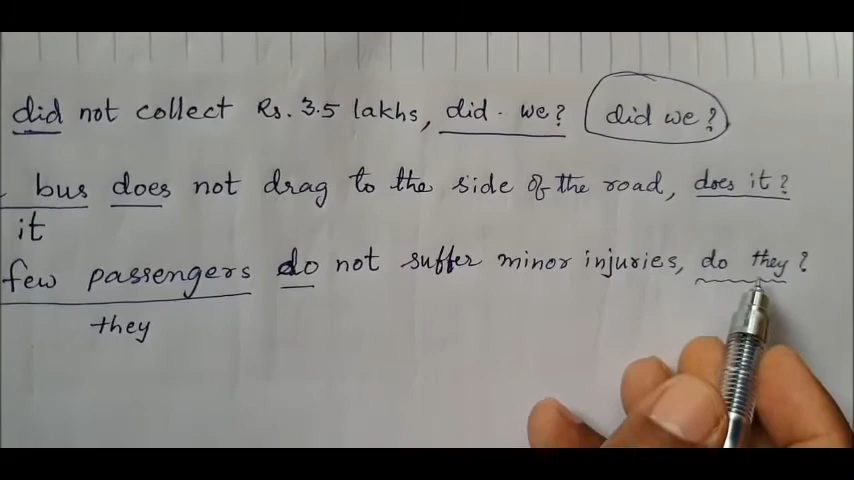 did not collect Rs. 3.5 lakhs, did we? did we?
bus does not drag to the side of the road, does it?
it
few passengers do not suffer minor injuries, do they?
they